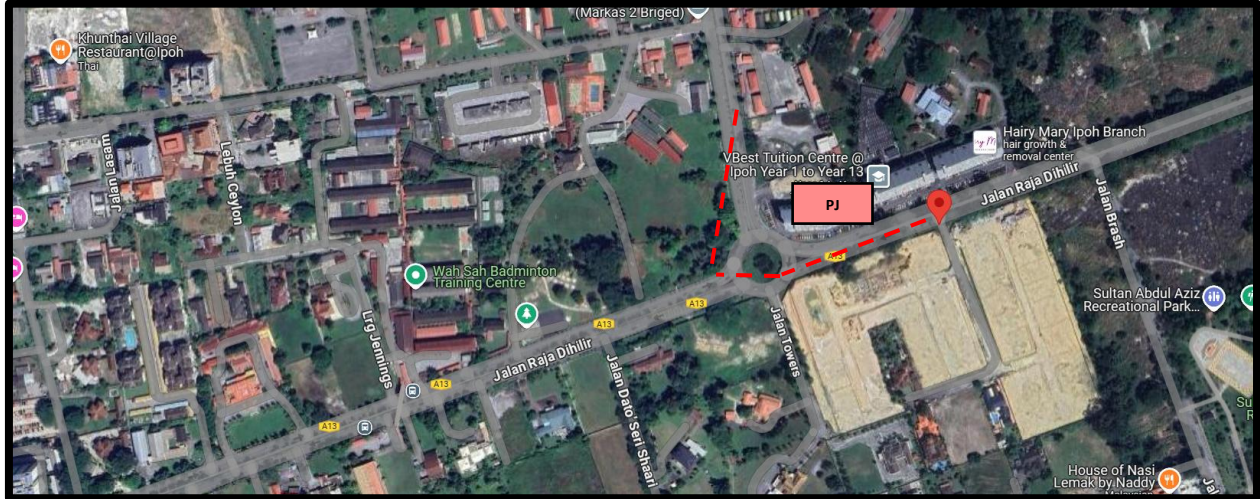 (Markas 2 Briged)
Khunthai Village
Restaurant@Ipoh
Thai
Hairy Mary Ipoh Branch
hair growth &
removal center
VBest Tuition Centre @
Ipoh Year 1 to Year 13
Jalan Lasam
Lebuh Ceylon
Jalan Raja Dihilir
Jalan Brash
PJ
A13
Wah Sah Badminton
Training Centre
Sultan Abdul Aziz
Recreational Park...
A13
A13
Lrg Jennings
Jalan Towers
Jalan Raja Dihilir
Jalan Dato' Seri Shaari
A13
A13
Su
R
House of Nasi
Lemak by Naddy
Jal